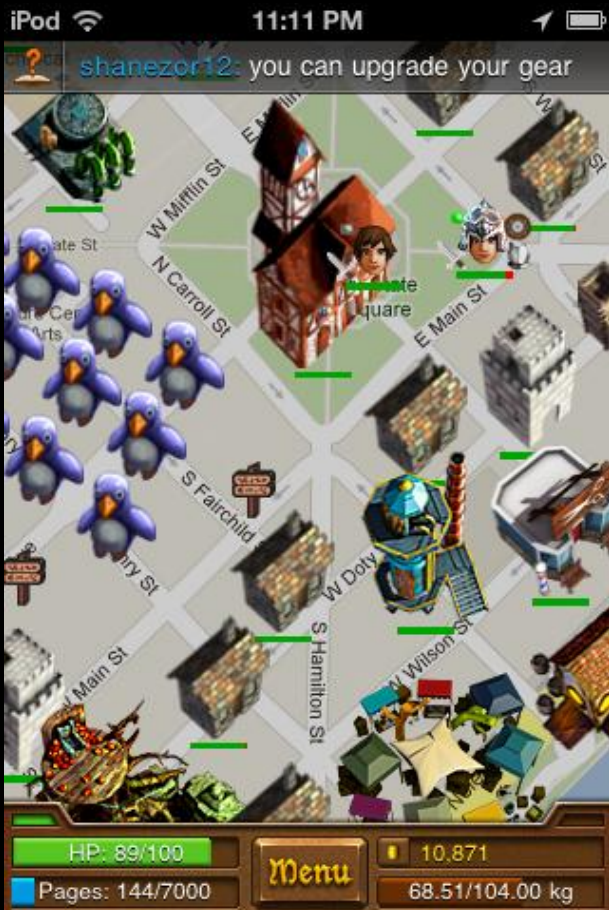 iPod
11:11 PM
shanezor12: you can upgrade your gear
W Mifflin St
N Carroll St
Square
E Main St
Arts
S Fairchild
W Doty
S Hamilton St
W Wilson St
Main St
HP: 89/100
Menu
10.871
Pages: 144/7000
68.51/104.00 kg